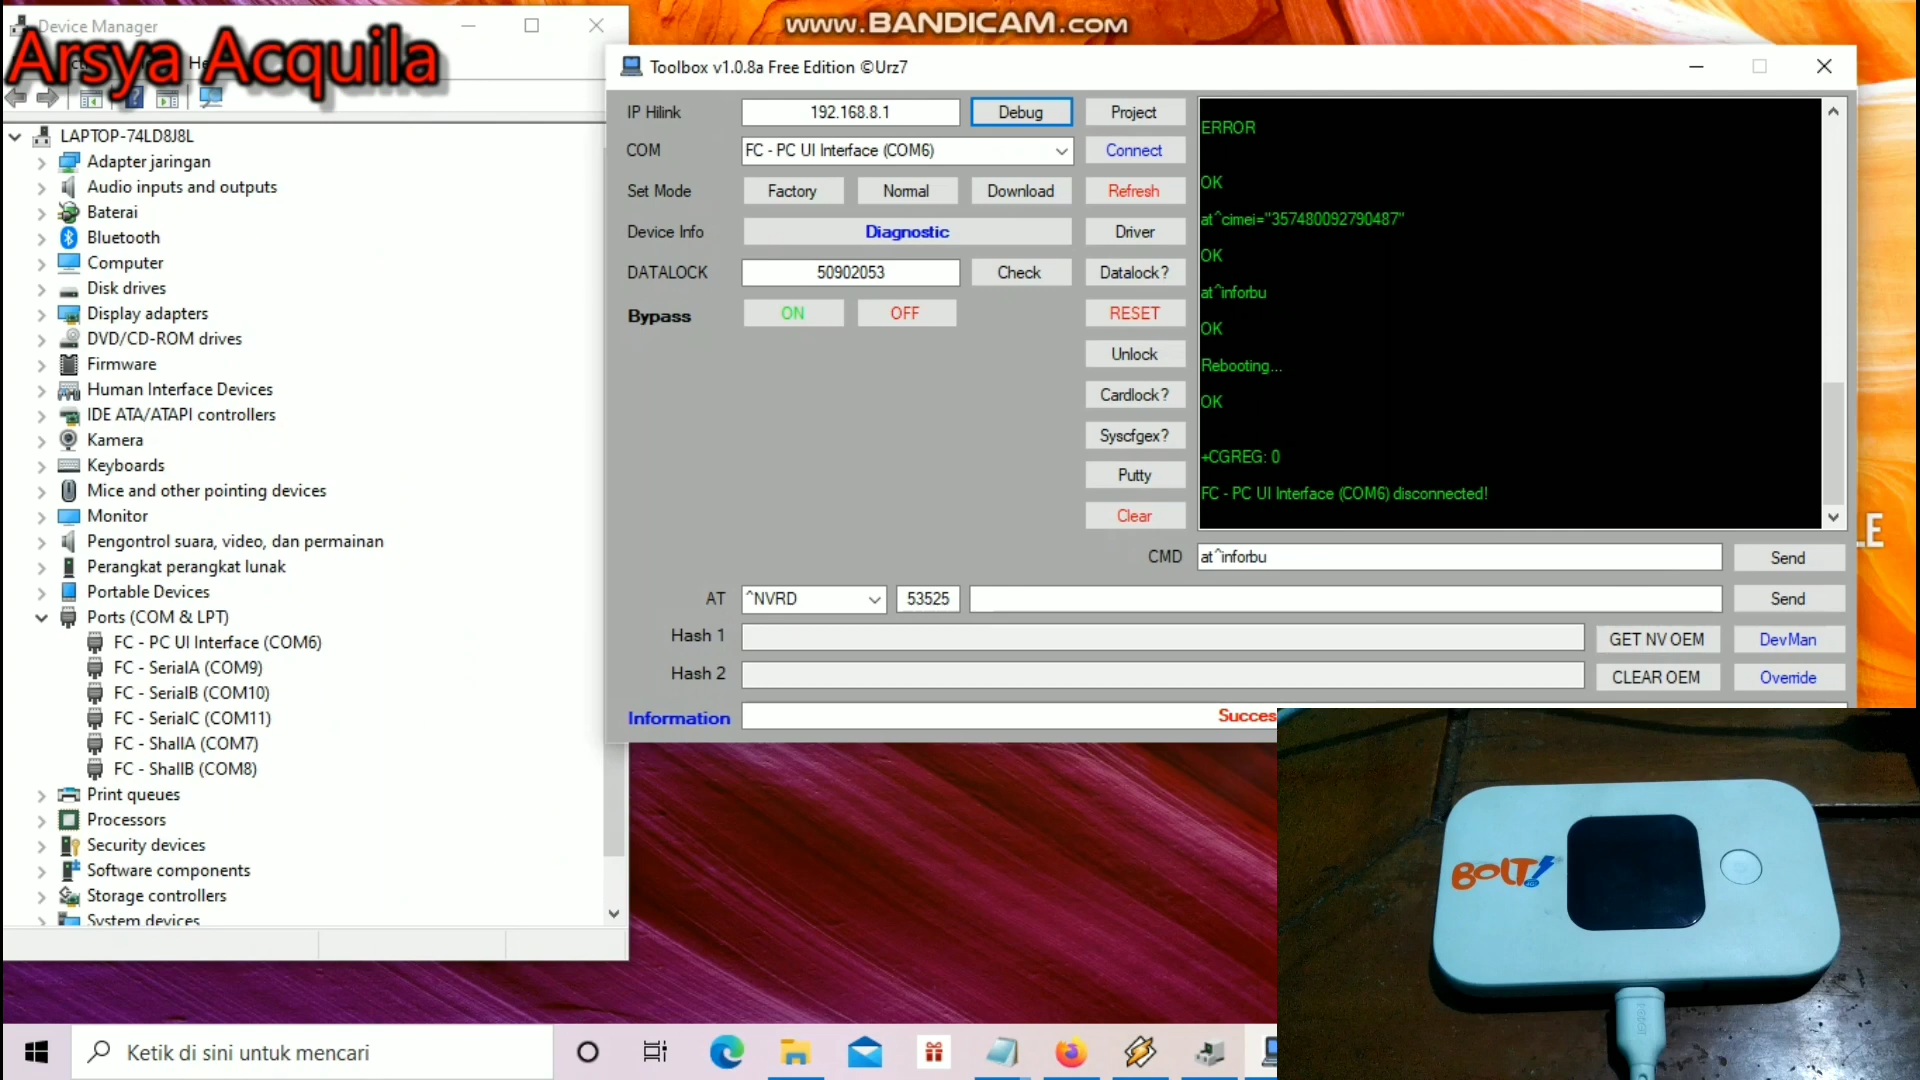 www.BANDICAM.com
Device Manager
Arsya Acquila
LAPTOP-74LD8J8L
Adapter jaringan
Audio inputs and outputs
Baterai
Bluetooth
Computer
Disk drives
Display adapters
DVD/CD-ROM drives
Firmware
Human Interface Devices
IDE ATA/ATAPI controllers
Kamera
Keyboards
Mice and other pointing devices
Monitor
Pengontrol suara, video, dan permainan
Perangkat perangkat lunak
Portable Devices
Ports (COM & LPT)
FC - PC UI Interface (COM6)
FC - SerialA (COM9)
FC - SerialB (COM10)
FC - SerialC (COM11)
FC - ShallA (COM7)
FC - ShallB (COM8)
Print queues
Processors
Security devices
Software components
Storage controllers
System devices
Toolbox v1.0.8a Free Edition ©Urz7
IP Hilink 192.168.8.1 Debug Project
COM FC - PC UI Interface (COM6) Connect
Set Mode Factory Normal Download Refresh
Device Info Diagnostic Driver
DATALOCK 50902053 Check Datalock?
Bypass ON OFF RESET
Unlock
Cardlock?
Syscfgex?
Putty
Clear
ERROR
OK
at^cimei="357480092790487"
OK
at^inforbu
OK
Rebooting...
OK
+CGREG: 0
FC - PC UI Interface (COM6) disconnected!
CMD at^inforbu Send
AT ^NVRD 53525 Send
Hash 1 GET NV OEM DevMan
Hash 2 CLEAR OEM Override
Information Succes
LE
BOLT!
Ketik di sini untuk mencari